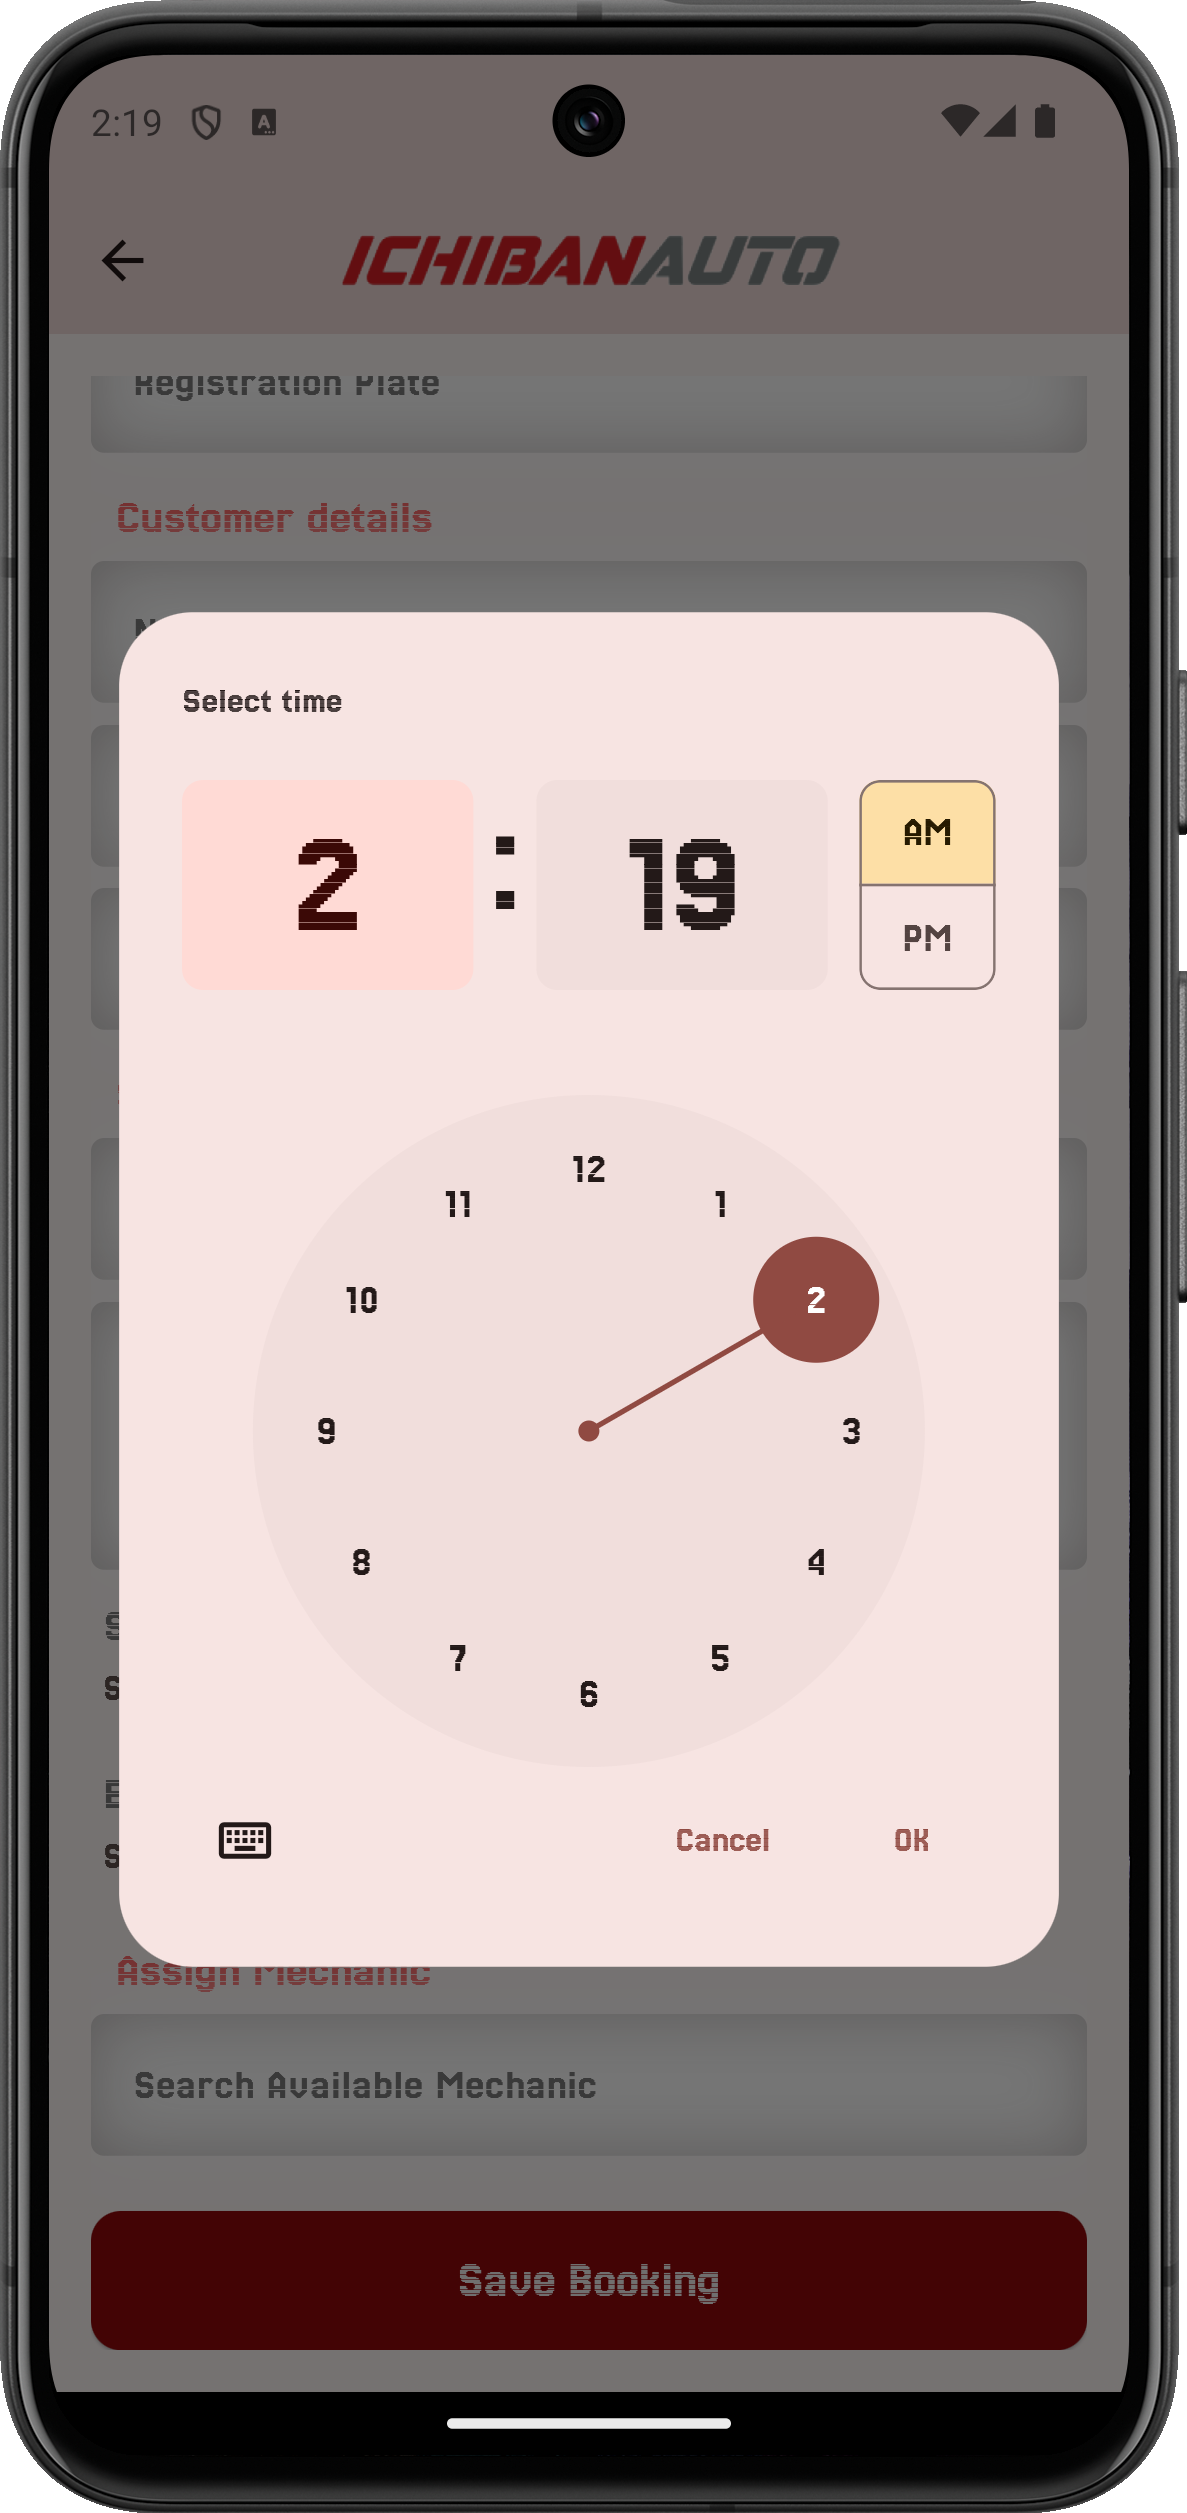 2:19
A
ICHIBANAUTO
Registration Plate
Customer details
Select time
2 : 19
AM
PM
12
11 1
10 2
9 3
8 4
7 5
6
Cancel OK
Assign Mechanic
Search Available Mechanic
Save Booking